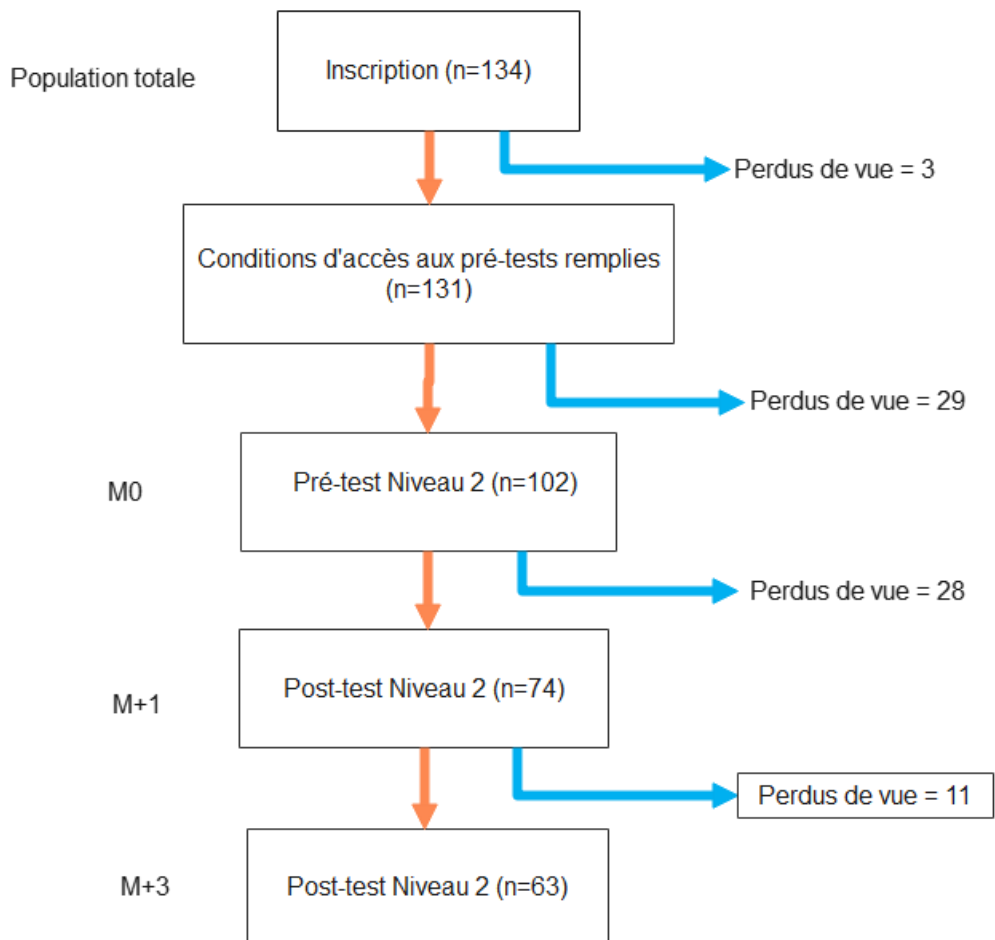 Inscription (n=134)
Population totale
Perdus de vue = 3
Conditions d'accès aux pré-tests remplies
(n=131)
Perdus de vue = 29
Pré-test Niveau 2 (n=102)
M0
Perdus de vue = 28
Post-test Niveau 2 (n=74)
M+1
Perdus de vue = 11
M+3
Post-test Niveau 2 (n=63)